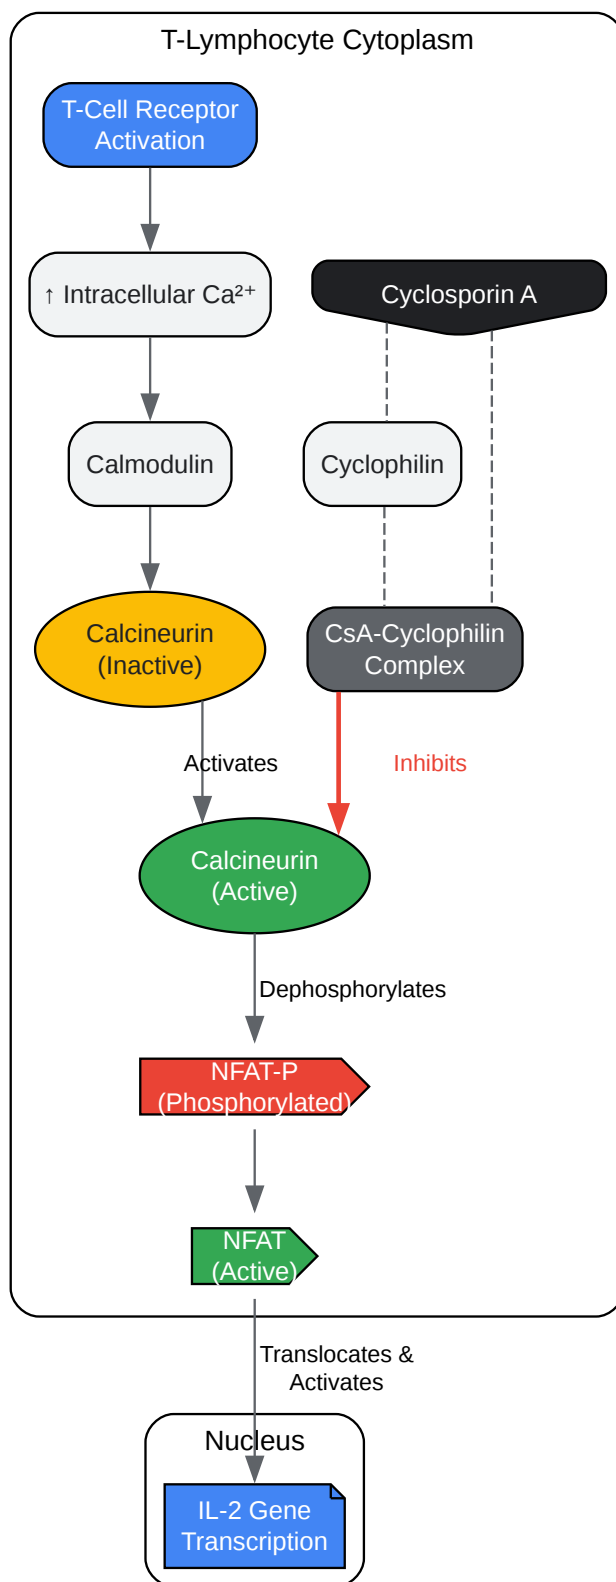 T-Lymphocyte Cytoplasm
T-Cell Receptor
Activation
↑ Intracellular Ca²⁺
Cyclosporin A
Calmodulin
Cyclophilin
Calcineurin
(Inactive)
CsA-Cyclophilin
Complex
Activates
Inhibits
Calcineurin
(Active)
Dephosphorylates
NFAT-P
(Phosphorylated)
NFAT
(Active)
Translocates &
Activates
Nucleus
IL-2 Gene
Transcription